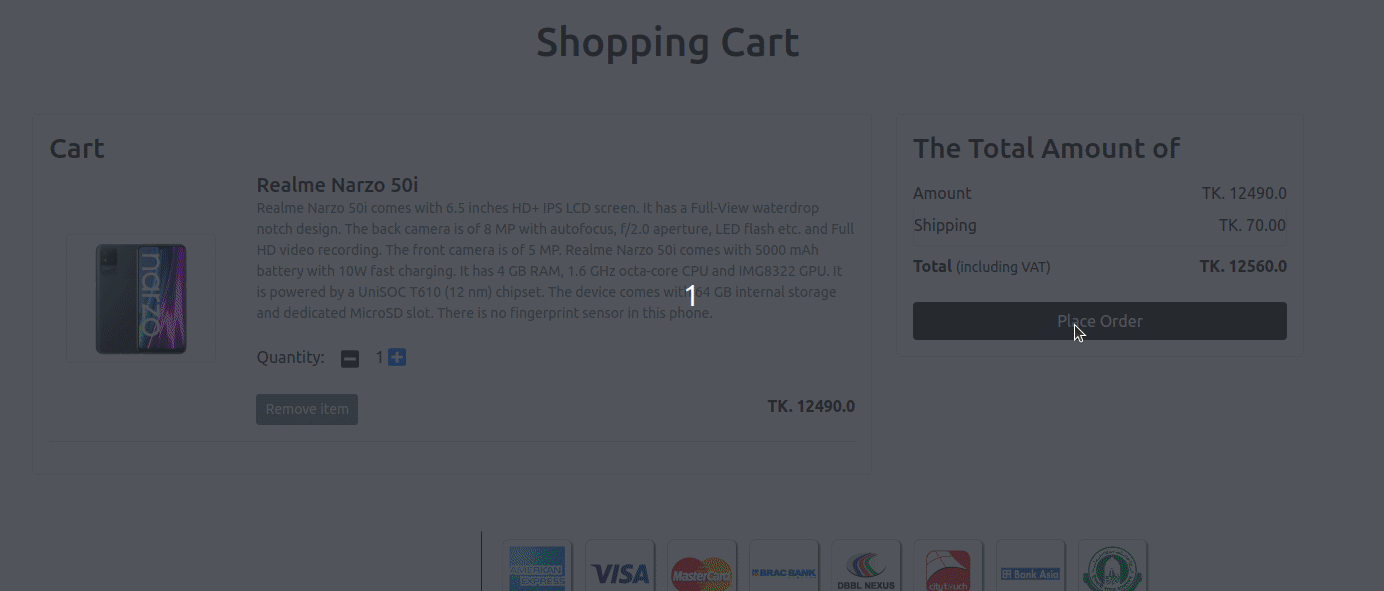 Shopping Cart
Cart
Realme Narzo 50i
Realme Narzo 50i comes with 6.5 inches HD+ IPS LCD screen. It has a Full-View waterdrop
notch design. The back camera is of 8 MP with autofocus, f/2.0 aperture, LED flash etc. and Full
HD video recording. The front camera is of 5 MP. Realme Narzo 50i comes with 5000 mAh
battery with 10W fast charging. It has 4 GB RAM, 1.6 GHz octa-core CPU and IMG8322 GPU. It
is powered by a UniSOC T610 (12 nm) chipset. The device comes with 64 GB internal storage
and dedicated MicroSD slot. There is no fingerprint sensor in this phone.
narzo
1
Quantity: 1
Remove item
TK. 12490.0
The Total Amount of
Amount TK. 12490.0
Shipping TK. 70.00
Total (including VAT) TK. 12560.0
Place Order
AMERICAN EXPRESS
VISA
MasterCard
BRAC BANK
DBBL NEXUS
citytouch
Bank Asia